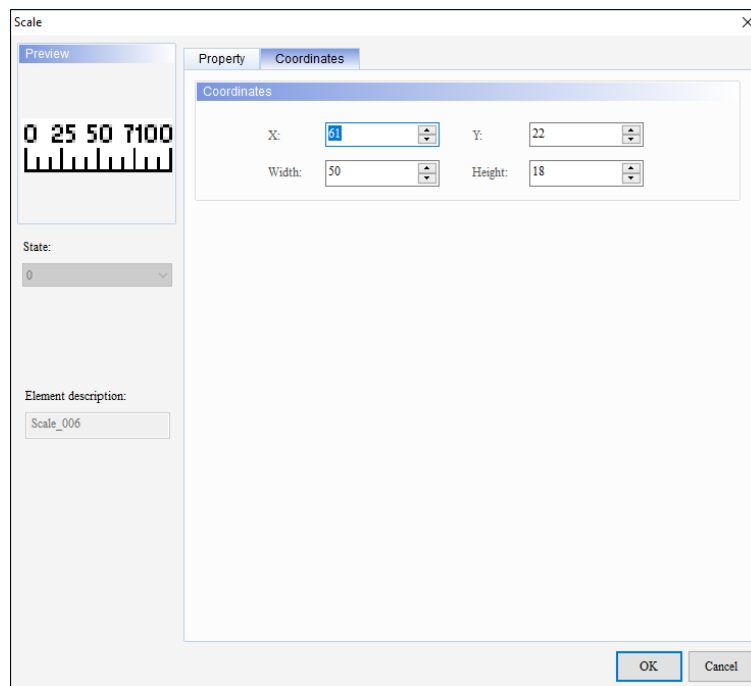 Scale
Preview
0 25 50 7100
State:
0
Element description:
Scale_006
Property Coordinates
Coordinates
X: 61 Y: 22
Width: 50 Height: 18
OK Cancel